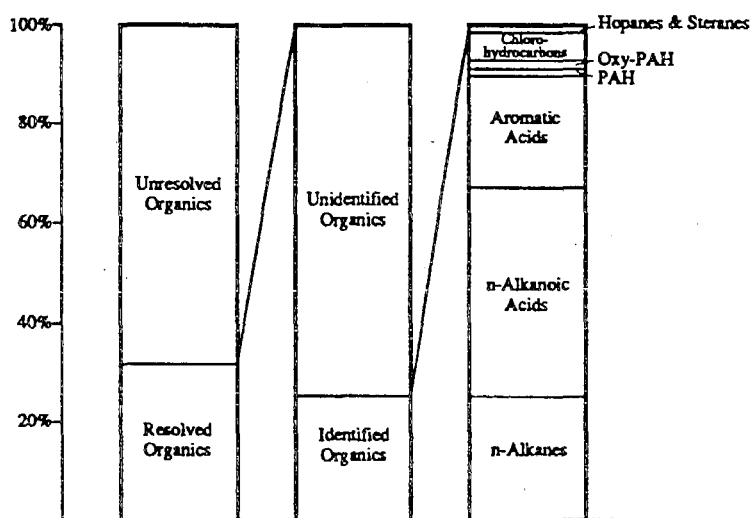 100%
80%
60%
40%
20%
Unresolved
Organics
Resolved
Organics
Unidentified
Organics
Identified
Organics
Chloro-
hydrocarbons
Aromatic
Acids
n-Alkanoic
Acids
n-Alkanes
Hopanes & Steranes
Oxy-PAH
PAH